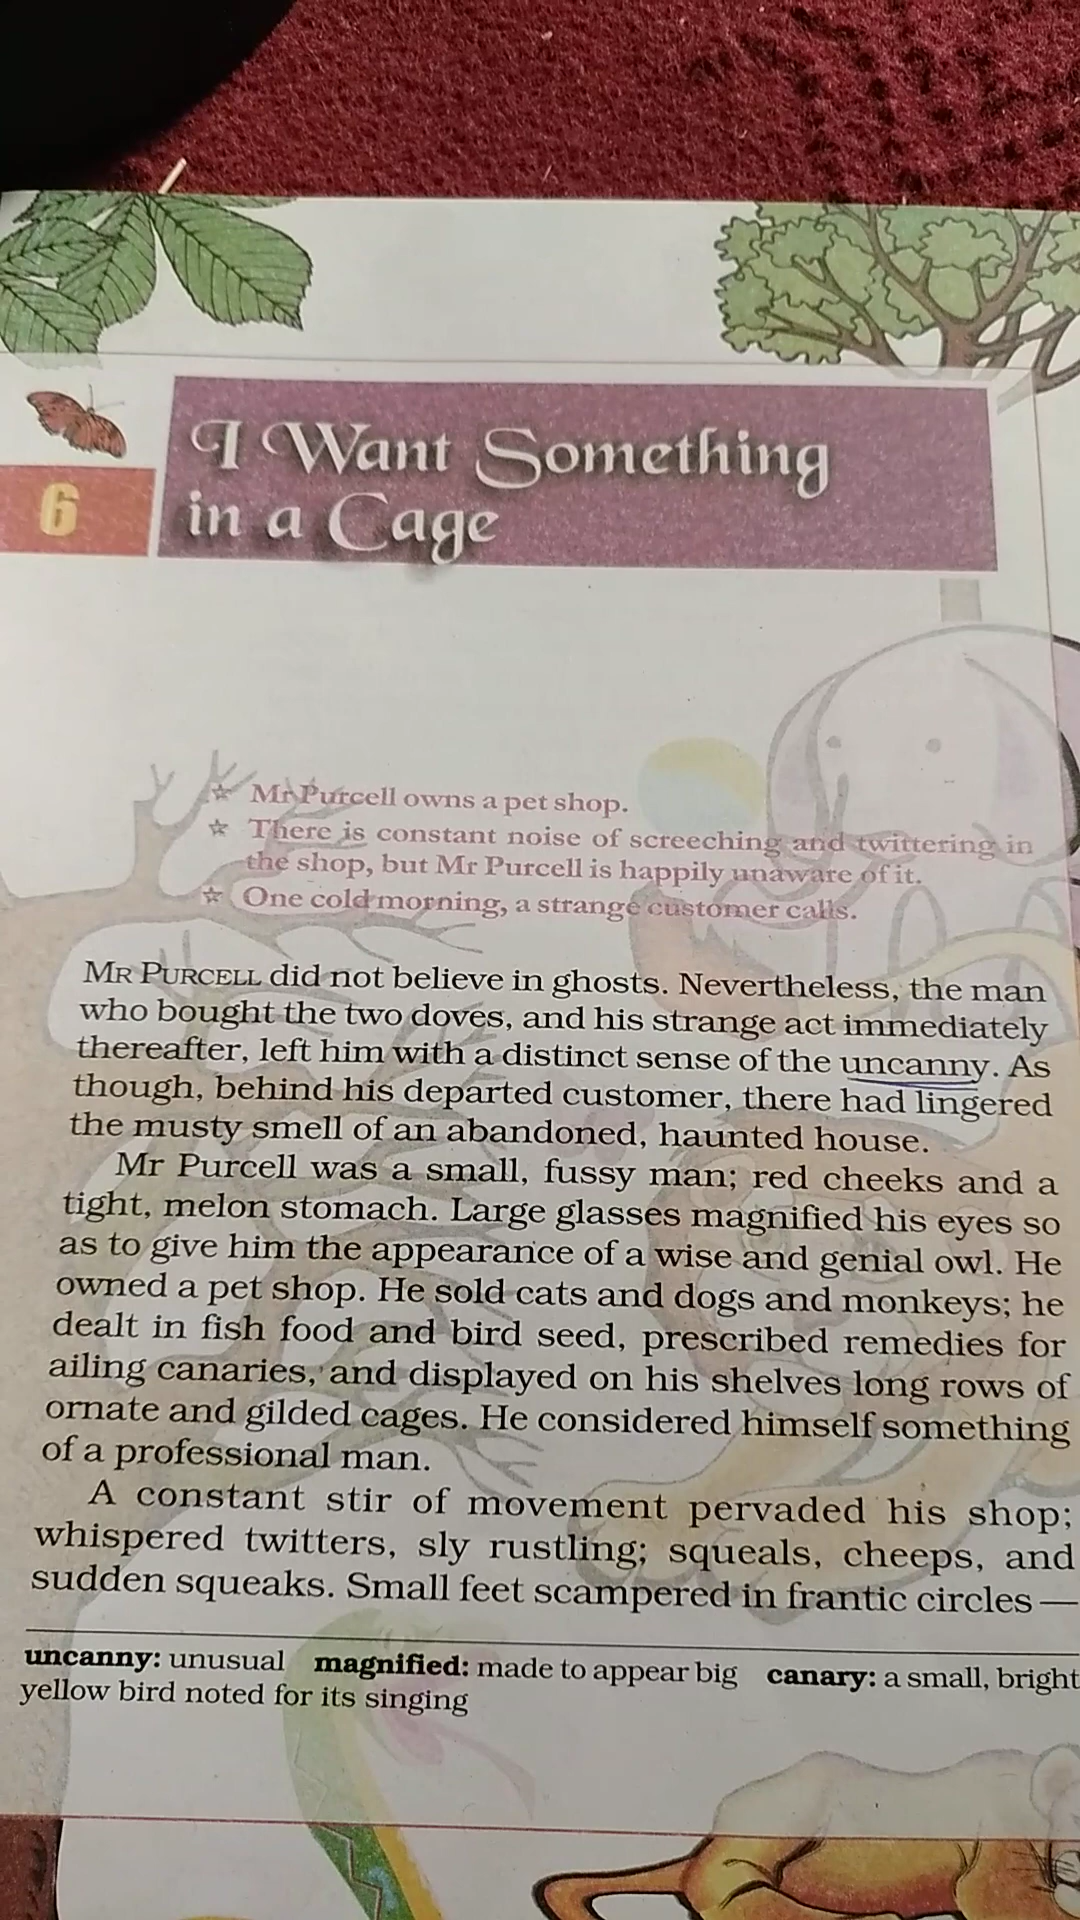 I Want Something
in a Cage
6
☆ Mr Purcell owns a pet shop.
☆ There is constant noise of screeching and twittering in
the shop, but Mr Purcell is happily unaware of it.
☆ One cold morning, a strange customer calls.
MR PURCELL did not believe in ghosts. Nevertheless, the man
who bought the two doves, and his strange act immediately
thereafter, left him with a distinct sense of the uncanny. As
though, behind his departed customer, there had lingered
the musty smell of an abandoned, haunted house.
Mr Purcell was a small, fussy man; red cheeks and a
tight, melon stomach. Large glasses magnified his eyes so
as to give him the appearance of a wise and genial owl. He
owned a pet shop. He sold cats and dogs and monkeys; he
dealt in fish food and bird seed, prescribed remedies for
ailing canaries, and displayed on his shelves long rows of
ornate and gilded cages. He considered himself something
of a professional man.
A constant stir of movement pervaded his shop;
whispered twitters, sly rustling; squeals, cheeps, and
sudden squeaks. Small feet scampered in frantic circles —
uncanny: unusual magnified: made to appear big canary: a small, bright
yellow bird noted for its singing